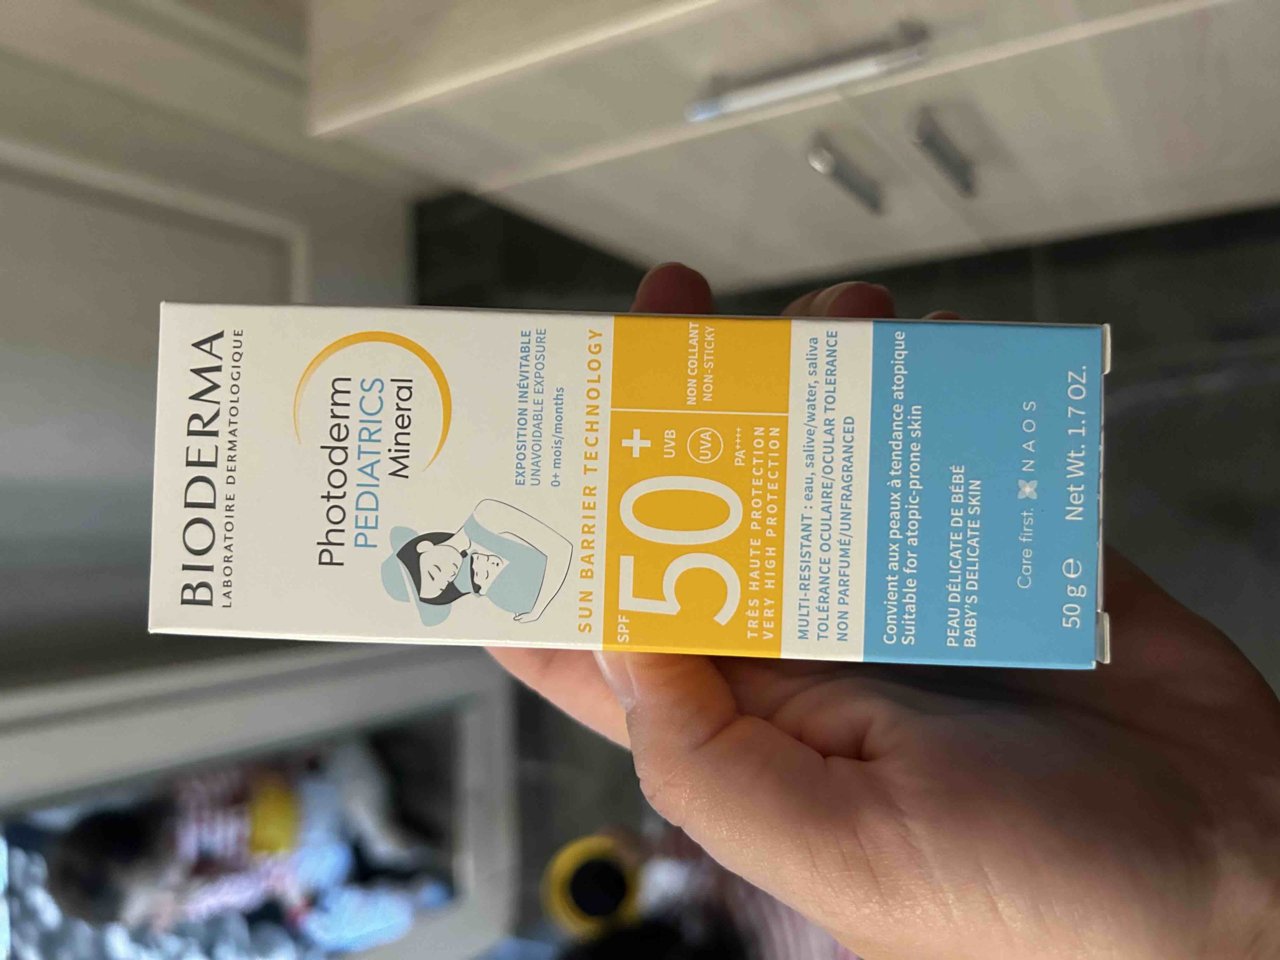 BIODERMA
LABORATOIRE DERMATOLOGIQUE
Photoderm
PEDIATRICS
Mineral
EXPOSITION INÉVITABLE
UNAVOIDABLE EXPOSURE
0+ mois/months
SUN BARRIER TECHNOLOGY
SPF
50+
UVB
UVA
PA++++
TRÈS HAUTE PROTECTION
VERY HIGH PROTECTION
NON COLLANT
NON-STICKY
MULTI-RESISTANT : eau, salive/water, saliva
TOLÉRANCE OCULAIRE/OCULAR TOLERANCE
NON PARFUMÉ/UNFRAGRANCED
Convient aux peaux à tendance atopique
Suitable for atopic-prone skin
PEAU DÉLICATE DE BÉBÉ
BABY'S DELICATE SKIN
Care first. NAOS
50 g e Net Wt. 1.7 OZ.